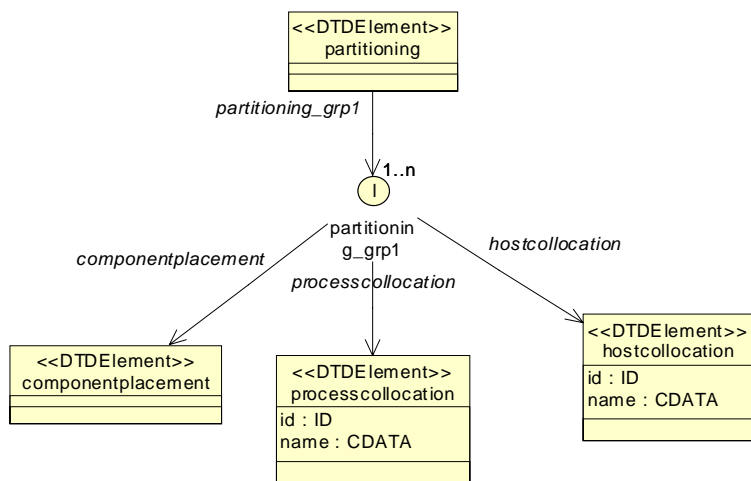 <<DTDElement>>
partitioning
partitioning_grp1
1..n
I
partitionin
g_grp1
componentplacement
processcollocation
hostcollocation
<<DTDElement>>
componentplacement
<<DTDElement>>
processcollocation
id : ID
name : CDATA
<<DTDElement>>
hostcollocation
id : ID
name : CDATA